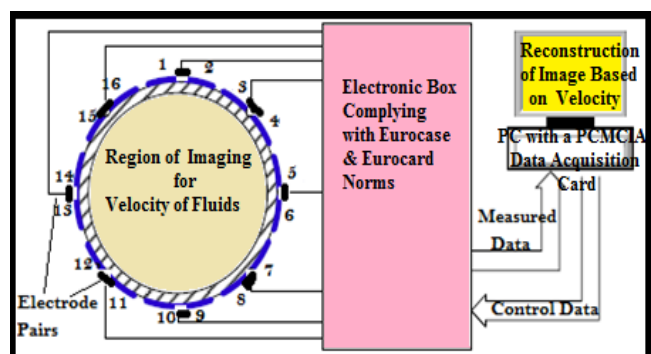 1
2
3
4
5
6
7
8
9
10
11
12
13
14
15
16
Region of Imaging
for
Velocity of Fluids
Electrode
Pairs
Electronic Box
Complying
with Eurocase
& Eurocard
Norms
Reconstruction
of Image Based
on Velocity
PC with a PCMCIA
Data Acquisition
Card
Measured
Data
Control Data